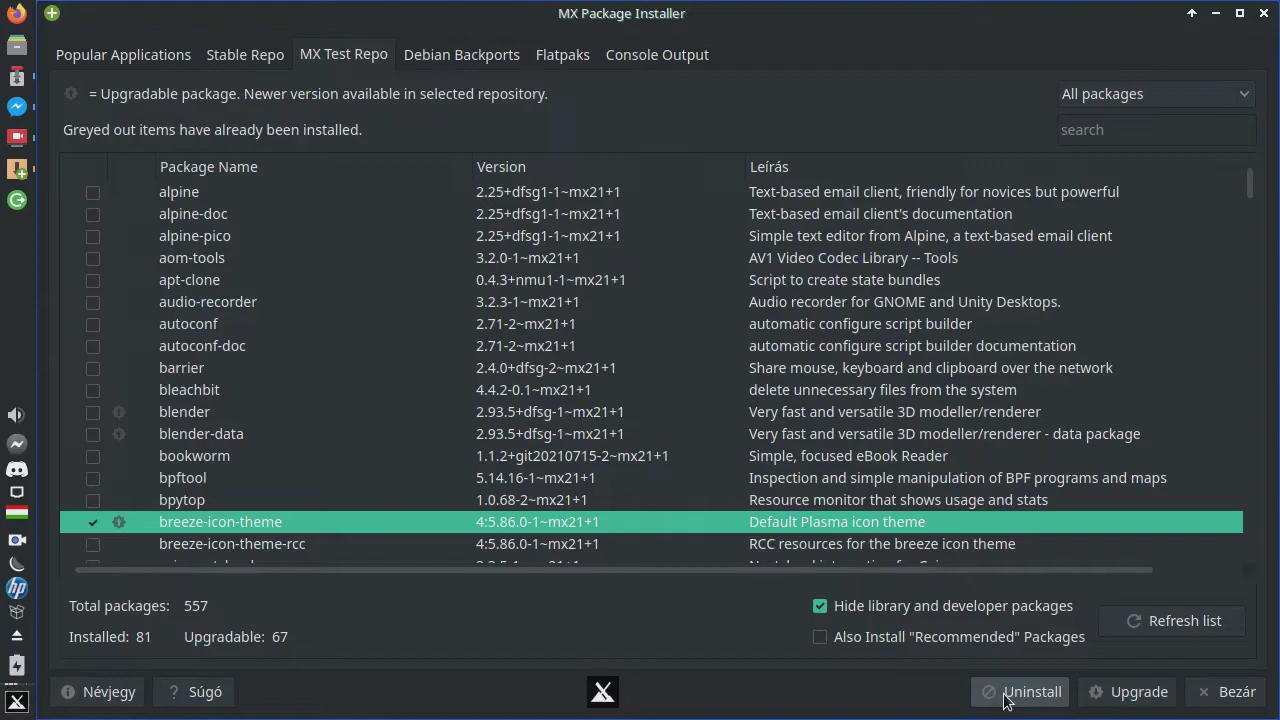 MX Package Installer
Popular Applications Stable Repo MX Test Repo Debian Backports Flatpaks Console Output
= Upgradable package. Newer version available in selected repository. All packages
Greyed out items have already been installed. search
Package Name Version Leírás
alpine 2.25+dfsg1-1~mx21+1 Text-based email client, friendly for novices but powerful
alpine-doc 2.25+dfsg1-1~mx21+1 Text-based email client's documentation
alpine-pico 2.25+dfsg1-1~mx21+1 Simple text editor from Alpine, a text-based email client
aom-tools 3.2.0-1~mx21+1 AV1 Video Codec Library -- Tools
apt-clone 0.4.3+nmu1-1~mx21+1 Script to create state bundles
audio-recorder 3.2.3-1~mx21+1 Audio recorder for GNOME and Unity Desktops.
autoconf 2.71-2~mx21+1 automatic configure script builder
autoconf-doc 2.71-2~mx21+1 automatic configure script builder documentation
barrier 2.4.0+dfsg-2~mx21+1 Share mouse, keyboard and clipboard over the network
bleachbit 4.4.2-0.1~mx21+1 delete unnecessary files from the system
blender 2.93.5+dfsg-1~mx21+1 Very fast and versatile 3D modeller/renderer
blender-data 2.93.5+dfsg-1~mx21+1 Very fast and versatile 3D modeller/renderer - data package
bookworm 1.1.2+git20210715-2~mx21+1 Simple, focused eBook Reader
bpftool 5.14.16-1~mx21+1 Inspection and simple manipulation of BPF programs and maps
bpytop 1.0.68-2~mx21+1 Resource monitor that shows usage and stats
breeze-icon-theme 4:5.86.0-1~mx21+1 Default Plasma icon theme
breeze-icon-theme-rcc 4:5.86.0-1~mx21+1 RCC resources for the breeze icon theme
Total packages: 557 Hide library and developer packages Refresh list
Installed: 81 Upgradable: 67 Also Install "Recommended" Packages
Névjegy ? Súgó Uninstall Upgrade Bezár
hp